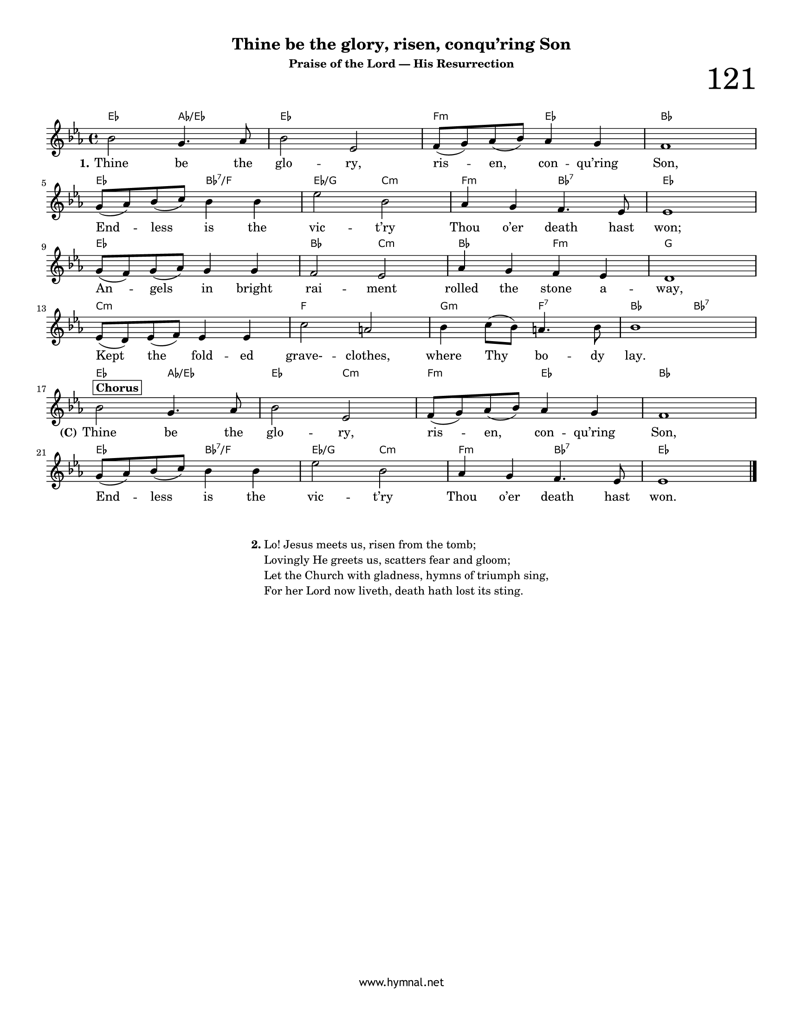 Thine be the glory, risen, conqu’ring Son
Praise of the Lord — His Resurrection
121
E♭ A♭/E♭ E♭ Fm E♭ B♭
1. Thine be the glo - ry, ris - en, con - qu'ring Son,
5
E♭ B♭7/F E♭/G Cm Fm B♭7 E♭
End - less is the vic - t'ry Thou o'er death hast won;
9
E♭ B♭ Cm B♭ Fm G
An - gels in bright rai - ment rolled the stone a - way,
13
Cm F Gm F7 B♭ B♭7
Kept the fold - ed grave- - clothes, where Thy bo - dy lay.
E♭ A♭/E♭ E♭ Cm Fm E♭ B♭
17
Chorus
(C) Thine be the glo - ry, ris - en, con - qu'ring Son,
21
E♭ B♭7/F E♭/G Cm Fm B♭7 E♭
End - less is the vic - t'ry Thou o'er death hast won.
2. Lo! Jesus meets us, risen from the tomb;
Lovingly He greets us, scatters fear and gloom;
Let the Church with gladness, hymns of triumph sing,
For her Lord now liveth, death hath lost its sting.
www.hymnal.net